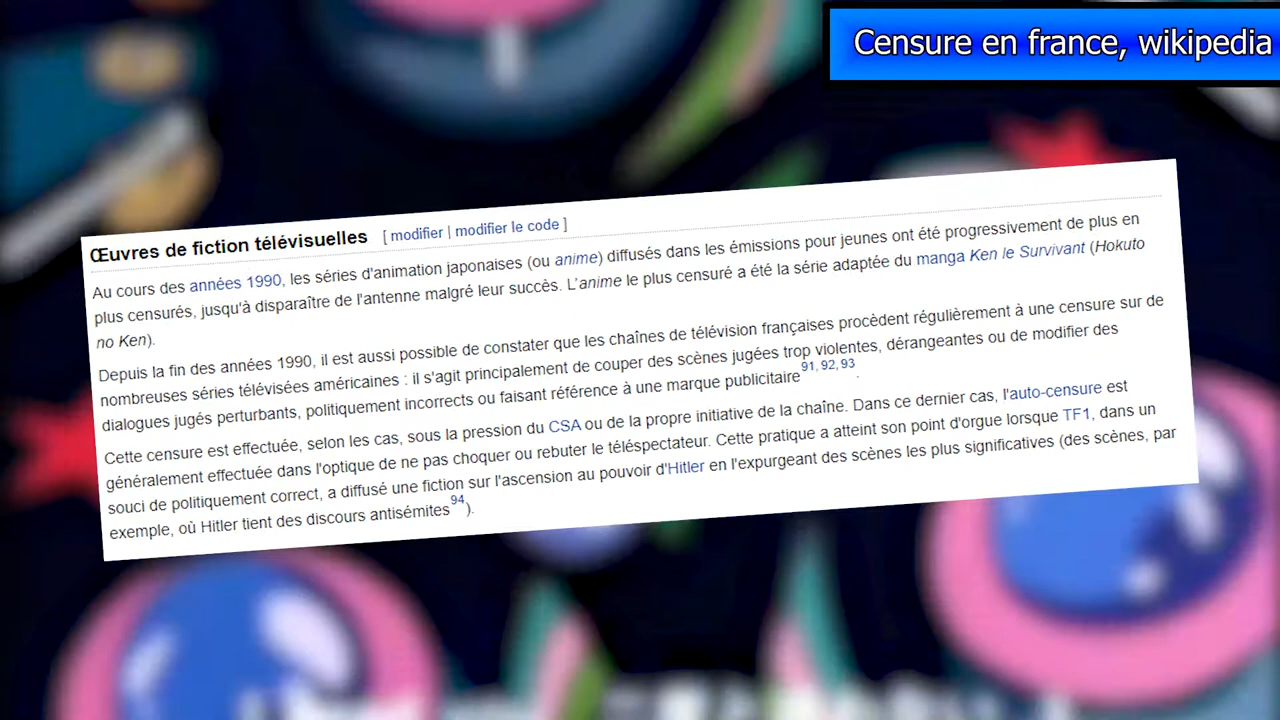 Censure en france, wikipedia
Œuvres de fiction télévisuelles [ modifier | modifier le code ]
Au cours des années 1990, les séries d'animation japonaises (ou anime) diffusés dans les émissions pour jeunes ont été progressivement de plus en
plus censurés, jusqu'à disparaître de l'antenne malgré leur succès. L'anime le plus censuré a été la série adaptée du manga Ken le Survivant (Hokuto
no Ken).
Depuis la fin des années 1990, il est aussi possible de constater que les chaînes de télévision françaises procèdent régulièrement à une censure sur de
nombreuses séries télévisées américaines : il s'agit principalement de couper des scènes jugées trop violentes, dérangeantes ou de modifier des
dialogues jugés perturbants, politiquement incorrects ou faisant référence à une marque publicitaire91, 92, 93.
Cette censure est effectuée, selon les cas, sous la pression du CSA ou de la propre initiative de la chaîne. Dans ce dernier cas, l'auto-censure est
généralement effectuée dans l'optique de ne pas choquer ou rebuter le téléspectateur. Cette pratique a atteint son point d'orgue lorsque TF1, dans un
souci de politiquement correct, a diffusé une fiction sur l'ascension au pouvoir d'Hitler en l'expurgeant des scènes les plus significatives (des scènes, par
exemple, où Hitler tient des discours antisémites94).